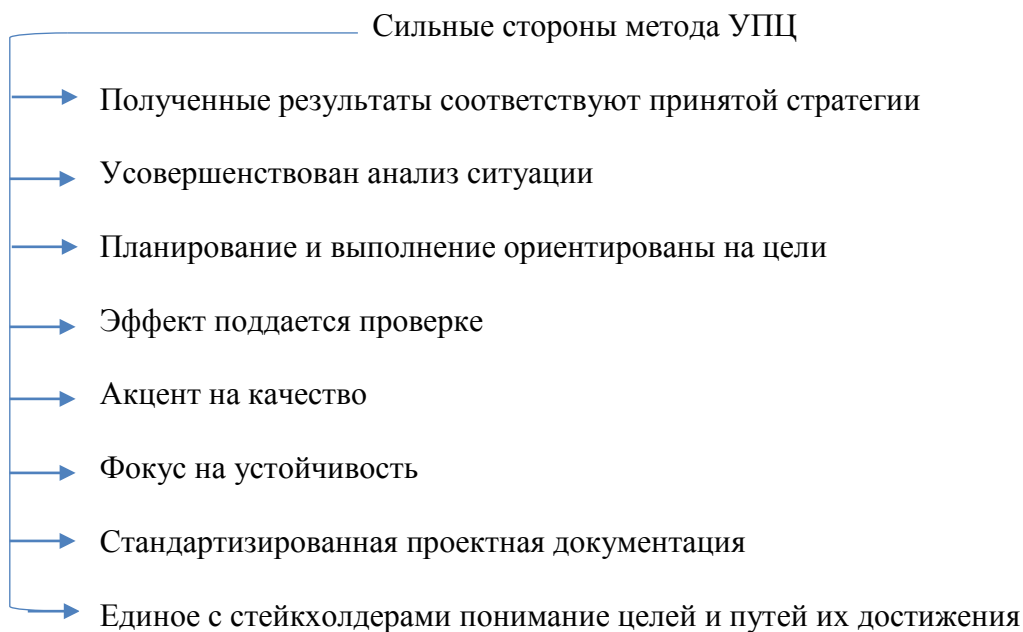 Сильные стороны метода УПЦ
Полученные результаты соответствуют принятой стратегии
Усовершенствован анализ ситуации
Планирование и выполнение ориентированы на цели
Эффект поддается проверке
Акцент на качество
Фокус на устойчивость
Стандартизированная проектная документация
Единое с стейкхолдерами понимание целей и путей их достижения